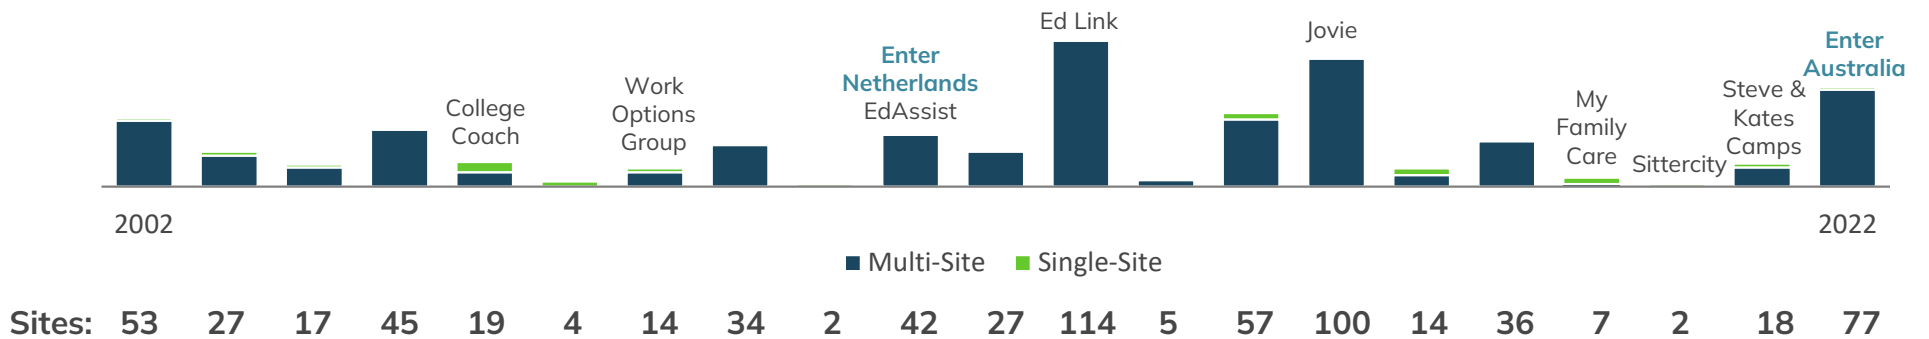 College
Coach
Work
Options
Group
Enter
Netherlands
EdAssist
Ed Link
Jovie
My
Family
Care
Sittercity
Steve &
Kates
Camps
Enter
Australia
2002
2022
Multi-Site
Single-Site
Sites: 53 27 17 45 19 4 14 34 2 42 27 114 5 57 100 14 36 7 2 18 77